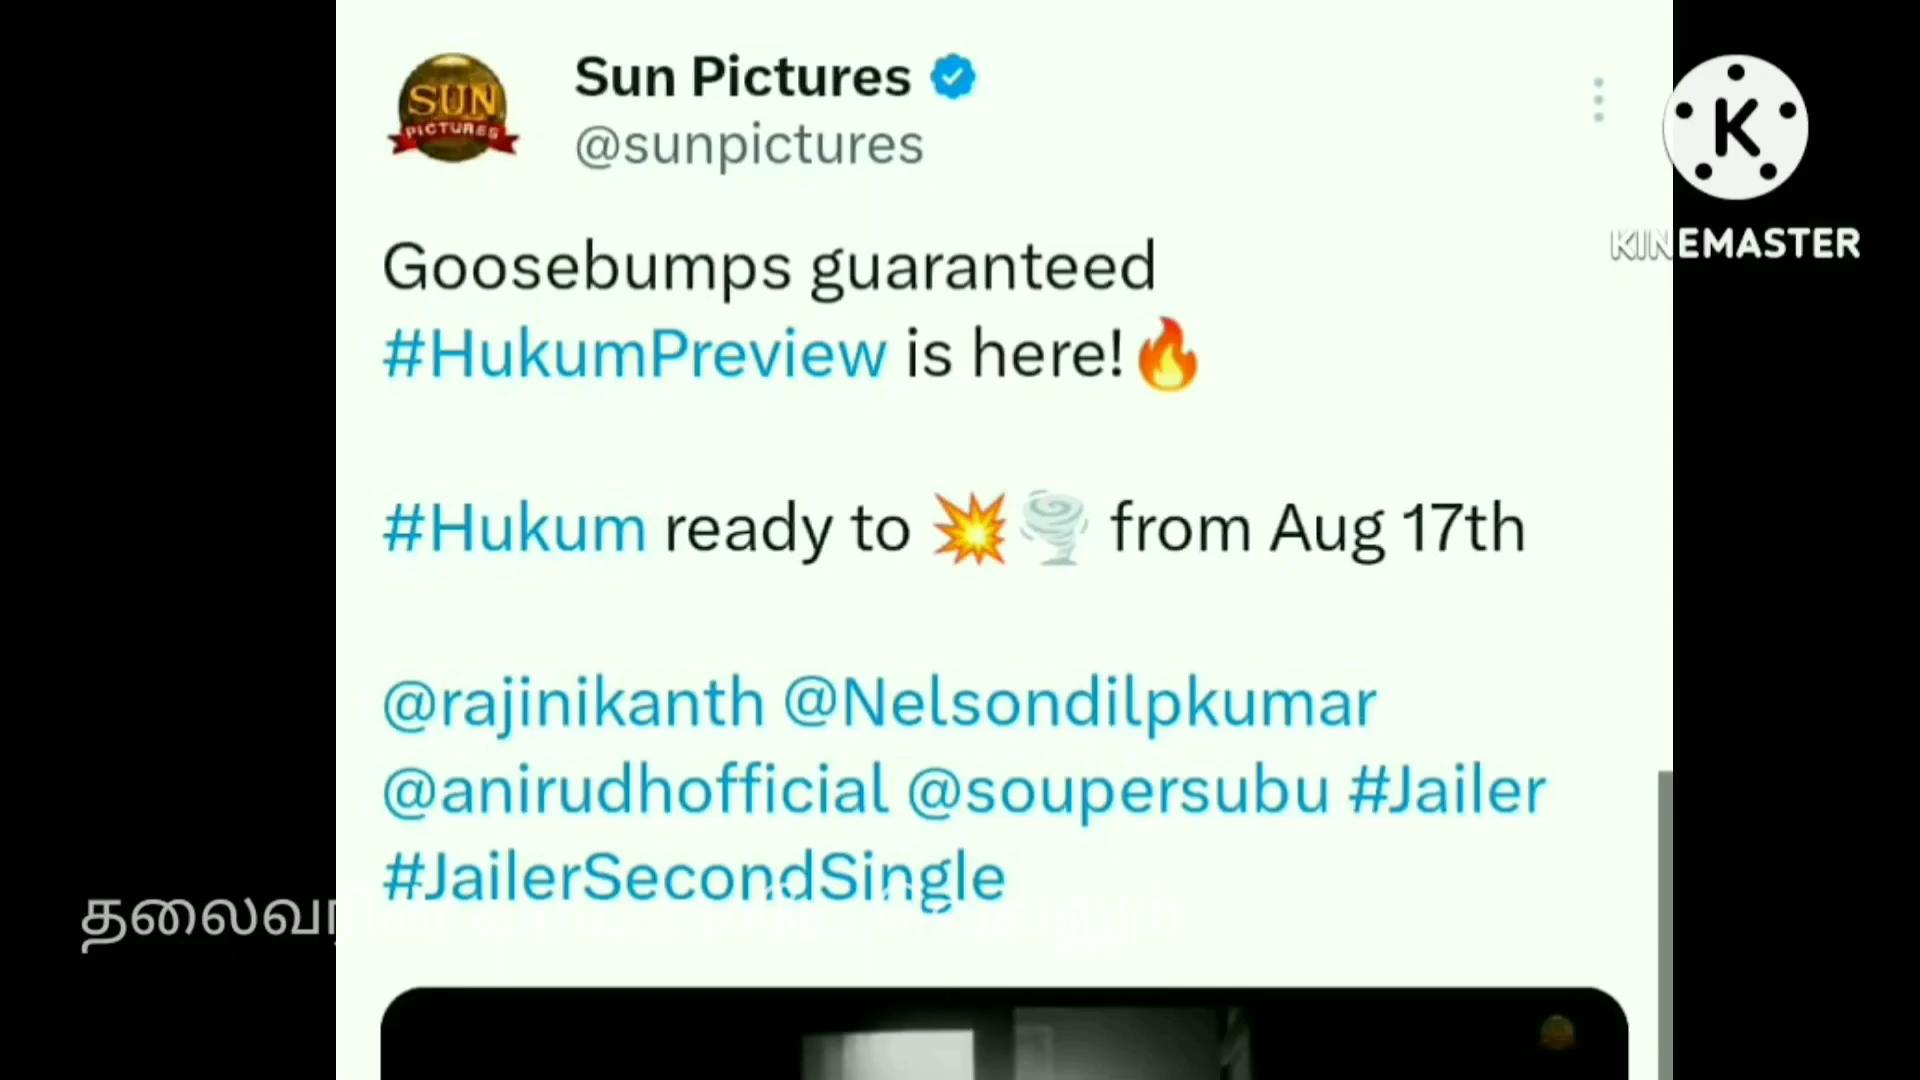 SUN
PICTURES
Sun Pictures
@sunpictures
Goosebumps guaranteed
#HukumPreview is here!🔥
#Hukum ready to 💥🌪️ from Aug 17th
@rajinikanth @Nelsondilpkumar
@anirudhofficial @soupersubu #Jailer
#JailerSecondSingle
K
KINEMASTER